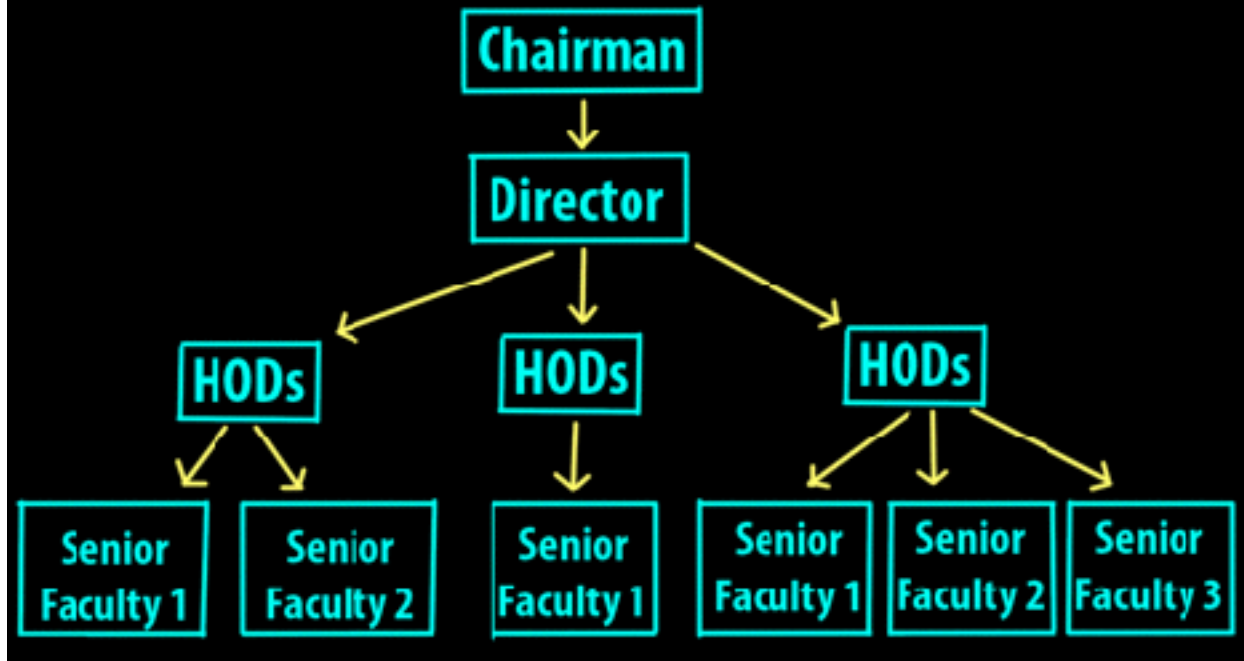 Chairman
Director
HODs
HODs
HODs
Senior
Faculty 1
Senior
Faculty 2
Senior
Faculty 1
Senior
Faculty 1
Senior
Faculty 2
Senior
Faculty 3